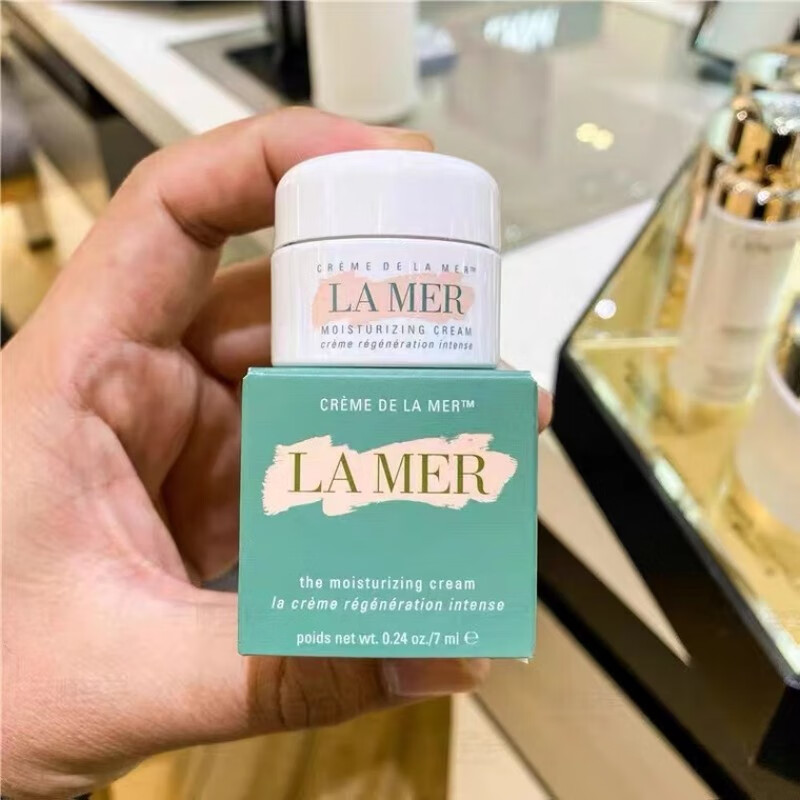 CRÈME DE LA MER™
LA MER
MOISTURIZING CREAM
crème régénération intense
CRÈME DE LA MER™
LA MER
the moisturizing cream
la crème régénération intense
poids net wt. 0.24 oz./7 ml ℮